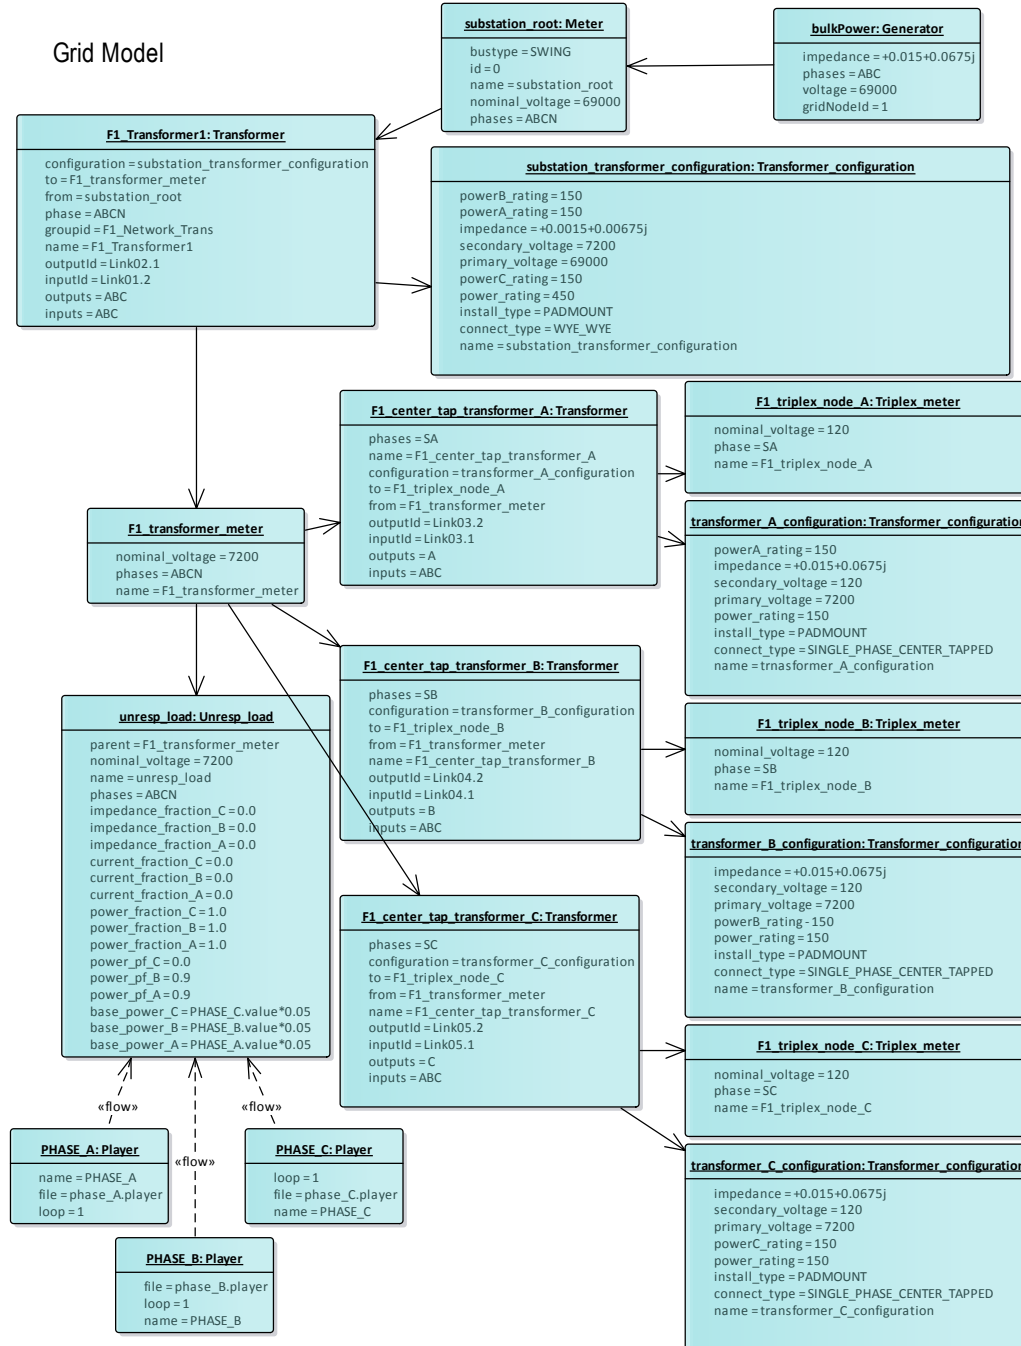 Grid Model
substation_root: Meter
bustype = SWING
id = 0
name = substation_root
nominal_voltage = 69000
phases = ABCN
bulkPower: Generator
impedance = +0.015+0.0675j
phases = ABC
voltage = 69000
gridNodeId = 1
F1_Transformer1: Transformer
configuration = substation_transformer_configuration
to = F1_transformer_meter
from = substation_root
phase = ABCN
groupid = F1_Network_Trans
name = F1_Transformer1
outputId = Link02.1
inputId = Link01.2
outputs = ABC
inputs = ABC
substation_transformer_configuration: Transformer_configuration
powerB_rating = 150
powerA_rating = 150
impedance = +0.0015+0.00675j
secondary_voltage = 7200
primary_voltage = 69000
powerC_rating = 150
power_rating = 450
install_type = PADMOUNT
connect_type = WYE_WYE
name = substation_transformer_configuration
F1_center_tap_transformer_A: Transformer
phases = SA
name = F1_center_tap_transformer_A
configuration = transformer_A_configuration
to = F1_triplex_node_A
from = F1_transformer_meter
outputId = Link03.2
inputId = Link03.1
outputs = A
inputs = ABC
F1_triplex_node_A: Triplex_meter
nominal_voltage = 120
phase = SA
name = F1_triplex_node_A
transformer_A_configuration: Transformer_configuration
powerA_rating = 150
impedance = +0.015+0.0675j
secondary_voltage = 120
primary_voltage = 7200
power_rating = 150
install_type = PADMOUNT
connect_type = SINGLE_PHASE_CENTER_TAPPED
name = trnasformer_A_configuration
F1_transformer_meter
nominal_voltage = 7200
phases = ABCN
name = F1_transformer_meter
F1_center_tap_transformer_B: Transformer
phases = SB
configuration = transformer_B_configuration
to = F1_triplex_node_B
from = F1_transformer_meter
name = F1_center_tap_transformer_B
outputId = Link04.2
inputId = Link04.1
outputs = B
inputs = ABC
F1_triplex_node_B: Triplex_meter
nominal_voltage = 120
phase = SB
name = F1_triplex_node_B
transformer_B_configuration: Transformer_configuration
impedance = +0.015+0.0675j
secondary_voltage = 120
primary_voltage = 7200
powerB_rating - 150
power_rating = 150
install_type = PADMOUNT
connect_type = SINGLE_PHASE_CENTER_TAPPED
name = transformer_B_configuration
unresp_load: Unresp_load
parent = F1_transformer_meter
nominal_voltage = 7200
name = unresp_load
phases = ABCN
impedance_fraction_C = 0.0
impedance_fraction_B = 0.0
impedance_fraction_A = 0.0
current_fraction_C = 0.0
current_fraction_B = 0.0
current_fraction_A = 0.0
power_fraction_C = 1.0
power_fraction_B = 1.0
power_fraction_A = 1.0
power_pf_C = 0.0
power_pf_B = 0.9
power_pf_A = 0.9
base_power_C = PHASE_C.value*0.05
base_power_B = PHASE_B.value*0.05
base_power_A = PHASE_A.value*0.05
F1_center_tap_transformer_C: Transformer
phases = SC
configuration = transformer_C_configuration
to = F1_triplex_node_C
from = F1_transformer_meter
name = F1_center_tap_transformer_C
outputId = Link05.2
inputId = Link05.1
outputs = C
inputs = ABC
F1_triplex_node_C: Triplex_meter
nominal_voltage = 120
phase = SC
name = F1_triplex_node_C
transformer_C_configuration: Transformer_configuration
impedance = +0.015+0.0675j
secondary_voltage = 120
primary_voltage = 7200
powerC_rating = 150
power_rating = 150
install_type = PADMOUNT
connect_type = SINGLE_PHASE_CENTER_TAPPED
name = transformer_C_configuration
«flow»
«flow»
«flow»
PHASE_A: Player
name = PHASE_A
file = phase_A.player
loop = 1
PHASE_C: Player
loop = 1
file = phase_C.player
name = PHASE_C
PHASE_B: Player
file = phase_B.player
loop = 1
name = PHASE_B